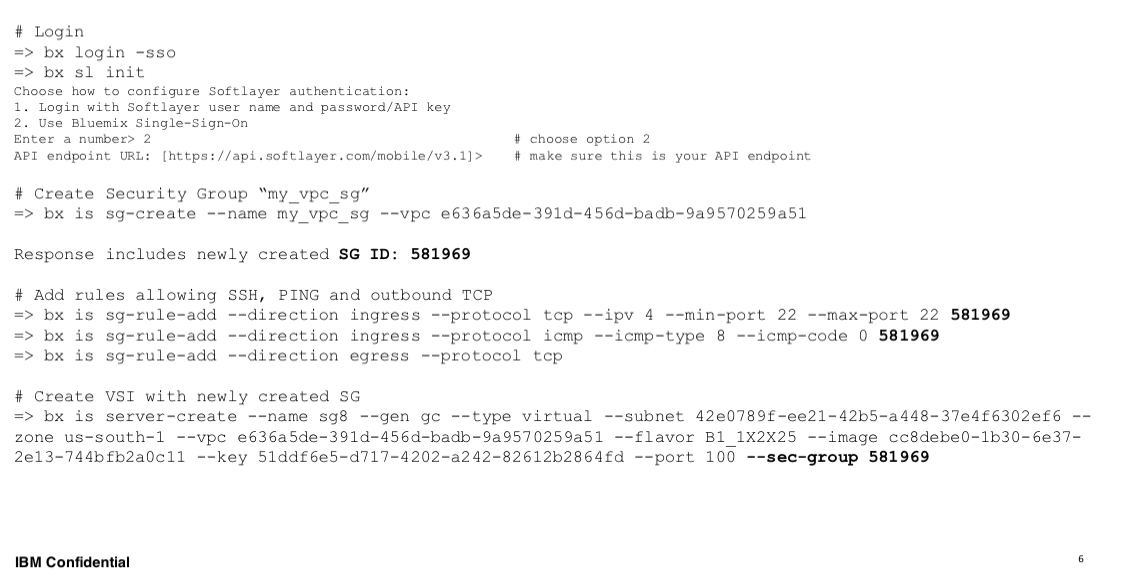 # Login
=> bx login -sso
=> bx sl init
Choose how to configure Softlayer authentication:
1. Login with Softlayer user name and password/API key
2. Use Bluemix Single-Sign-On
Enter a number> 2 # choose option 2
API endpoint URL: [https://api.softlayer.com/mobile/v3.1]> # make sure this is your API endpoint
# Create Security Group “my_vpc_sg”
=> bx is sg-create --name my_vpc_sg --vpc e636a5de-391d-456d-badb-9a9570259a51
Response includes newly created SG ID: 581969
# Add rules allowing SSH, PING and outbound TCP
=> bx is sg-rule-add --direction ingress --protocol tcp --ipv 4 --min-port 22 --max-port 22 581969
=> bx is sg-rule-add --direction ingress --protocol icmp --icmp-type 8 --icmp-code 0 581969
=> bx is sg-rule-add --direction egress --protocol tcp
# Create VSI with newly created SG
=> bx is server-create --name sg8 --gen gc --type virtual --subnet 42e0789f-ee21-42b5-a448-37e4f6302ef6 --
zone us-south-1 --vpc e636a5de-391d-456d-badb-9a9570259a51 --flavor B1_1X2X25 --image cc8debe0-1b30-6e37-
2e13-744bfb2a0c11 --key 51ddf6e5-d717-4202-a242-82612b2864fd --port 100 --sec-group 581969
IBM Confidential
6